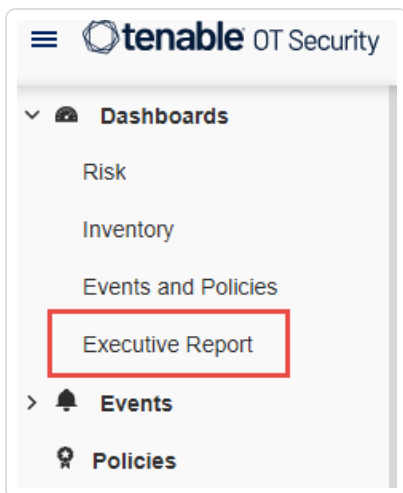 tenable OT Security
Dashboards
Risk
Inventory
Events and Policies
Executive Report
Events
Policies